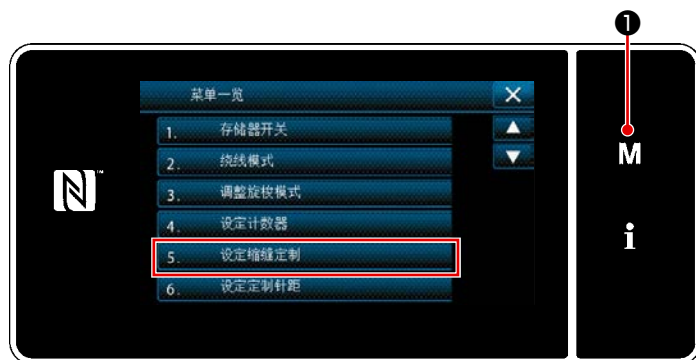 ❶
菜单一览
1. 存储器开关
2. 绕线模式
3. 调整旋梭模式
4. 设定计数器
5. 设定缩缝定制
6. 设定定制针距
N™
M
i